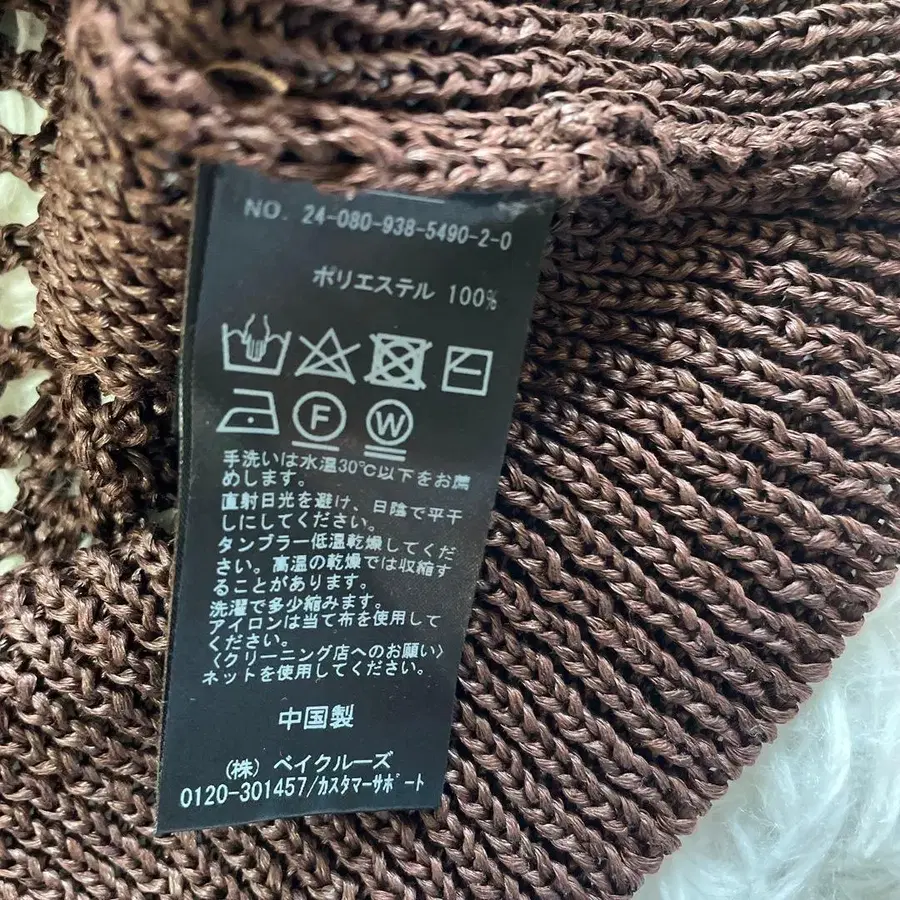 NO. 24-080-938-5490-2-0
ポリエステル 100%
F W
手洗いは水温30℃以下をお薦
めします。
直射日光を避け、日陰で平干
しにしてください。
タンブラー低温乾燥してくだ
さい。高温の乾燥では収縮す
ることがあります。
洗濯で多少縮みます。
アイロンは当て布を使用して
ください。
〈クリーニング店へのお願い〉
ネットを使用してください。
中国製
(株) ベイクルーズ
0120-301457/カスタマーサポート